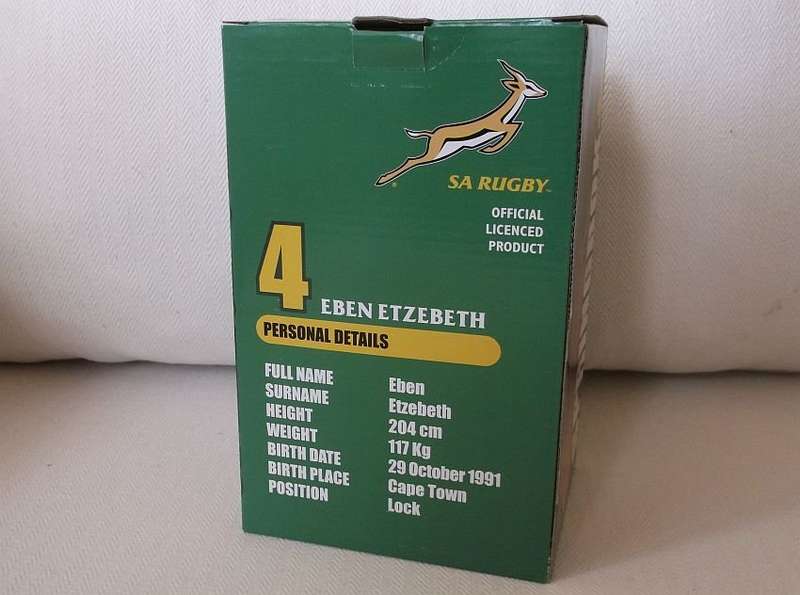 SA RUGBY™
OFFICIAL
LICENCED
PRODUCT
4
EBEN ETZEBETH
PERSONAL DETAILS
FULL NAME Eben
SURNAME Etzebeth
HEIGHT 204 cm
WEIGHT 117 Kg
BIRTH DATE 29 October 1991
BIRTH PLACE Cape Town
POSITION Lock